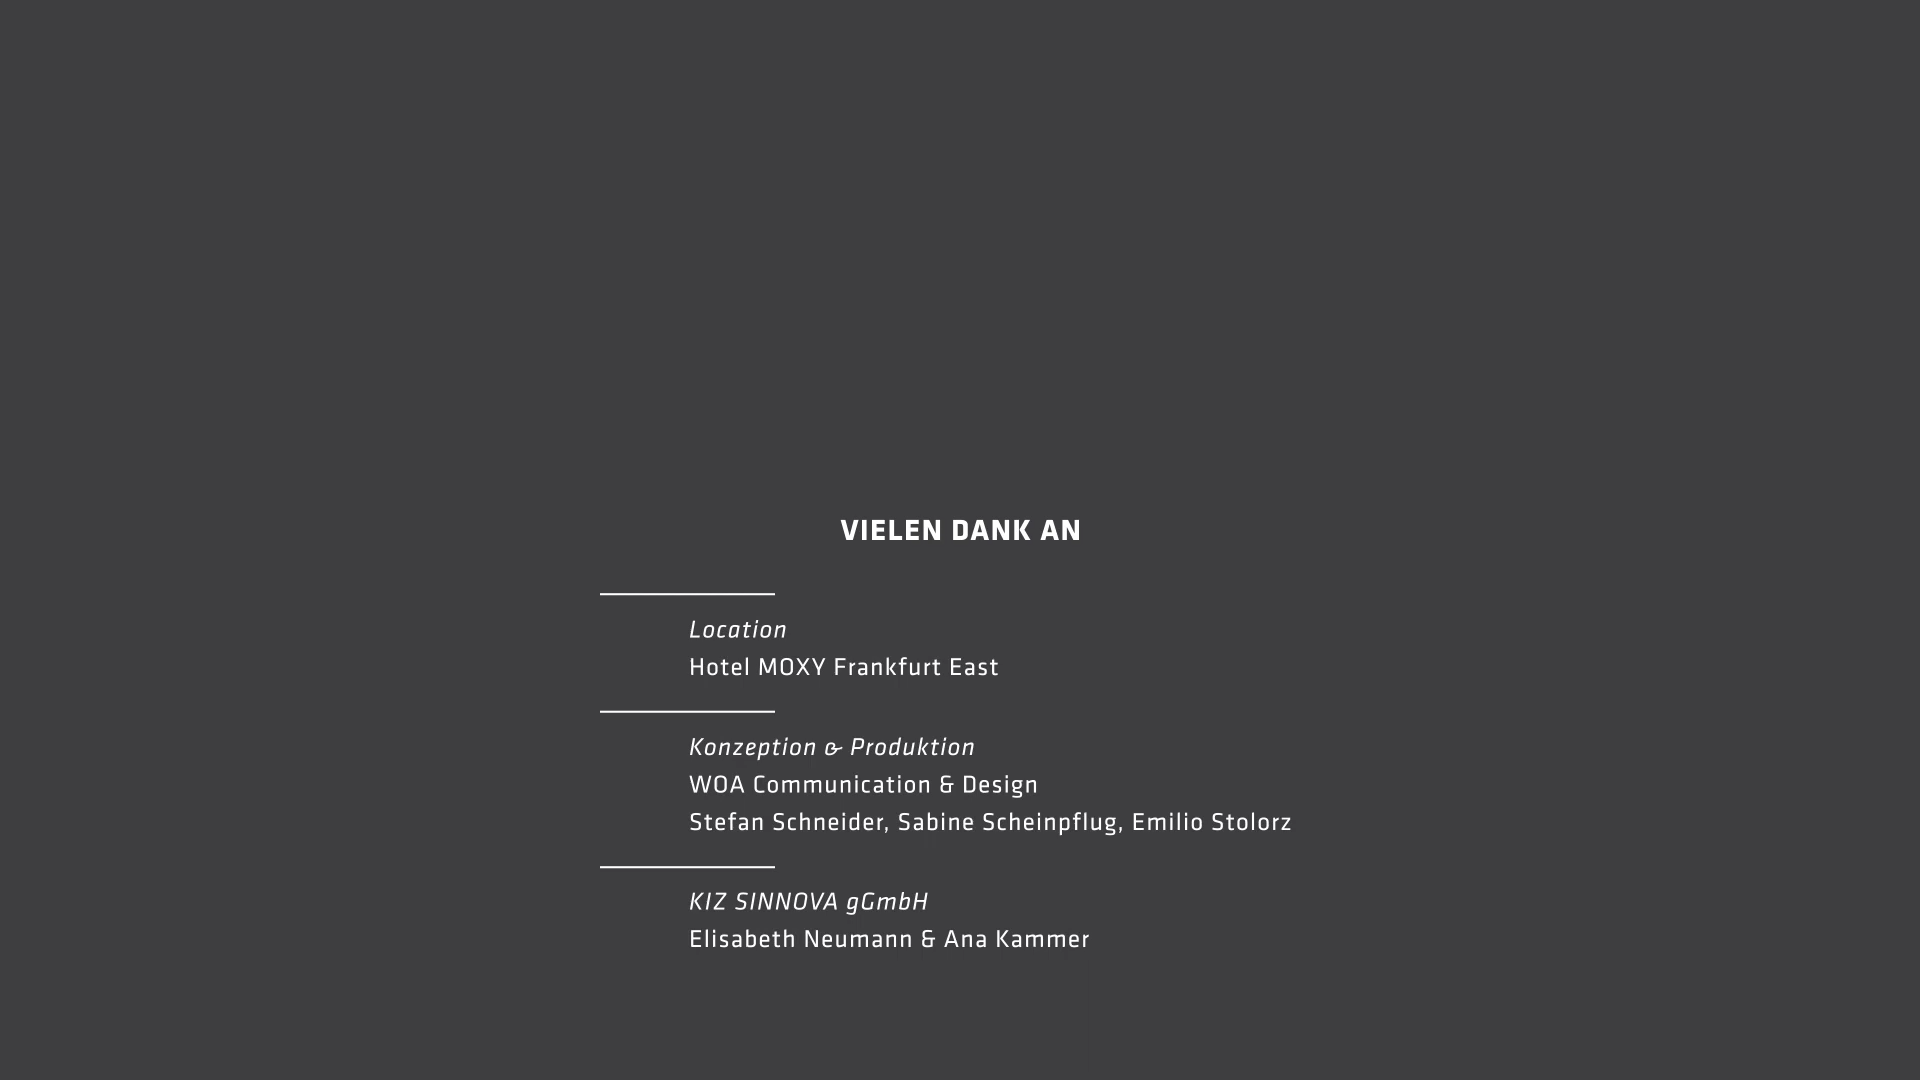 VIELEN DANK AN
Location
Hotel MOXY Frankfurt East
Konzeption & Produktion
WOA Communication & Design
Stefan Schneider, Sabine Scheinpflug, Emilio Stolorz
KIZ SINNOVA gGmbH
Elisabeth Neumann & Ana Kammer